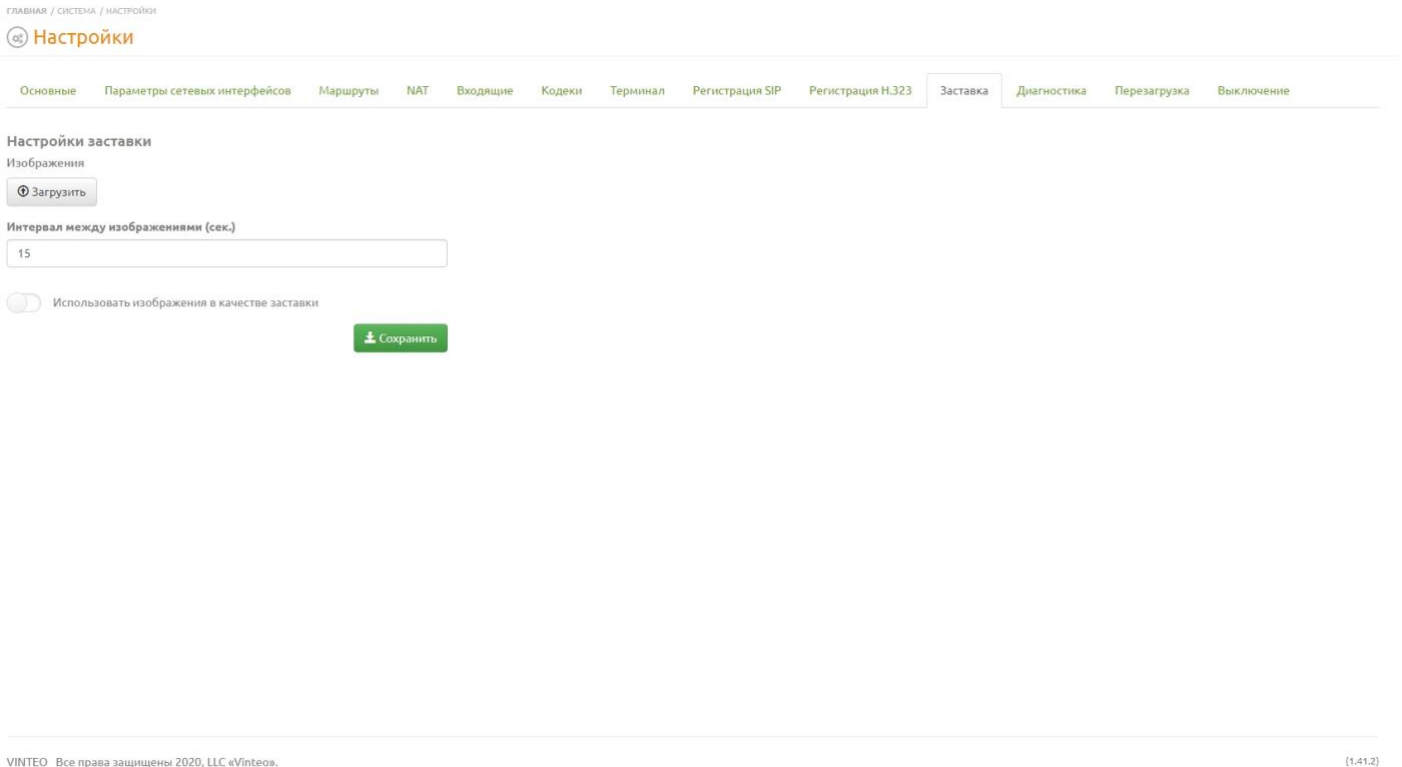 ГЛАВНАЯ / СИСТЕМА / НАСТРОЙКИ
Настройки
Основные Параметры сетевых интерфейсов Маршруты NAT Входящие Кодеки Терминал Регистрация SIP Регистрация H.323 Заставка Диагностика Перезагрузка Выключение
Настройки заставки
Изображения
Загрузить
Интервал между изображениями (сек.)
15
Использовать изображения в качестве заставки
Сохранить
VINTEO Все права защищены 2020, LLC «Vinteo». (1.41.2)